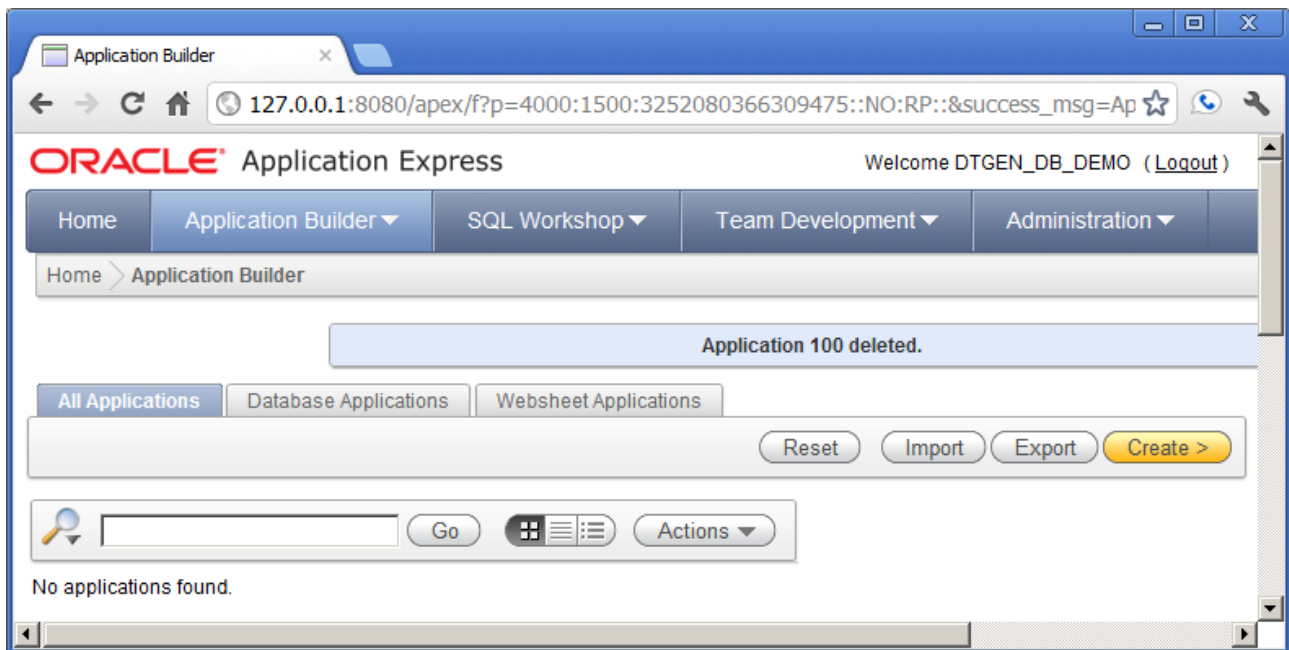 Application Builder
127.0.0.1:8080/apex/f?p=4000:1500:3252080366309475::NO:RP::&success_msg=Ap
ORACLE Application Express Welcome DTGEN_DB_DEMO (Logout)
Home Application Builder SQL Workshop Team Development Administration
Home Application Builder
Application 100 deleted.
All Applications Database Applications Websheet Applications
Reset Import Export Create >
Go Actions
No applications found.